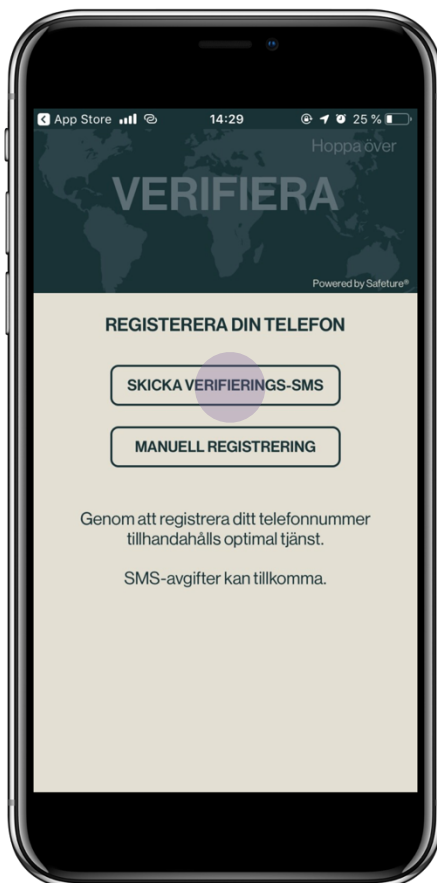 App Store 14:29 25 %
Hoppa över
VERIFIERA
Powered by Safeture®
REGISTERERA DIN TELEFON
SKICKA VERIFIERINGS-SMS
MANUELL REGISTRERING
Genom att registrera ditt telefonnummer
tillhandahålls optimal tjänst.
SMS-avgifter kan tillkomma.